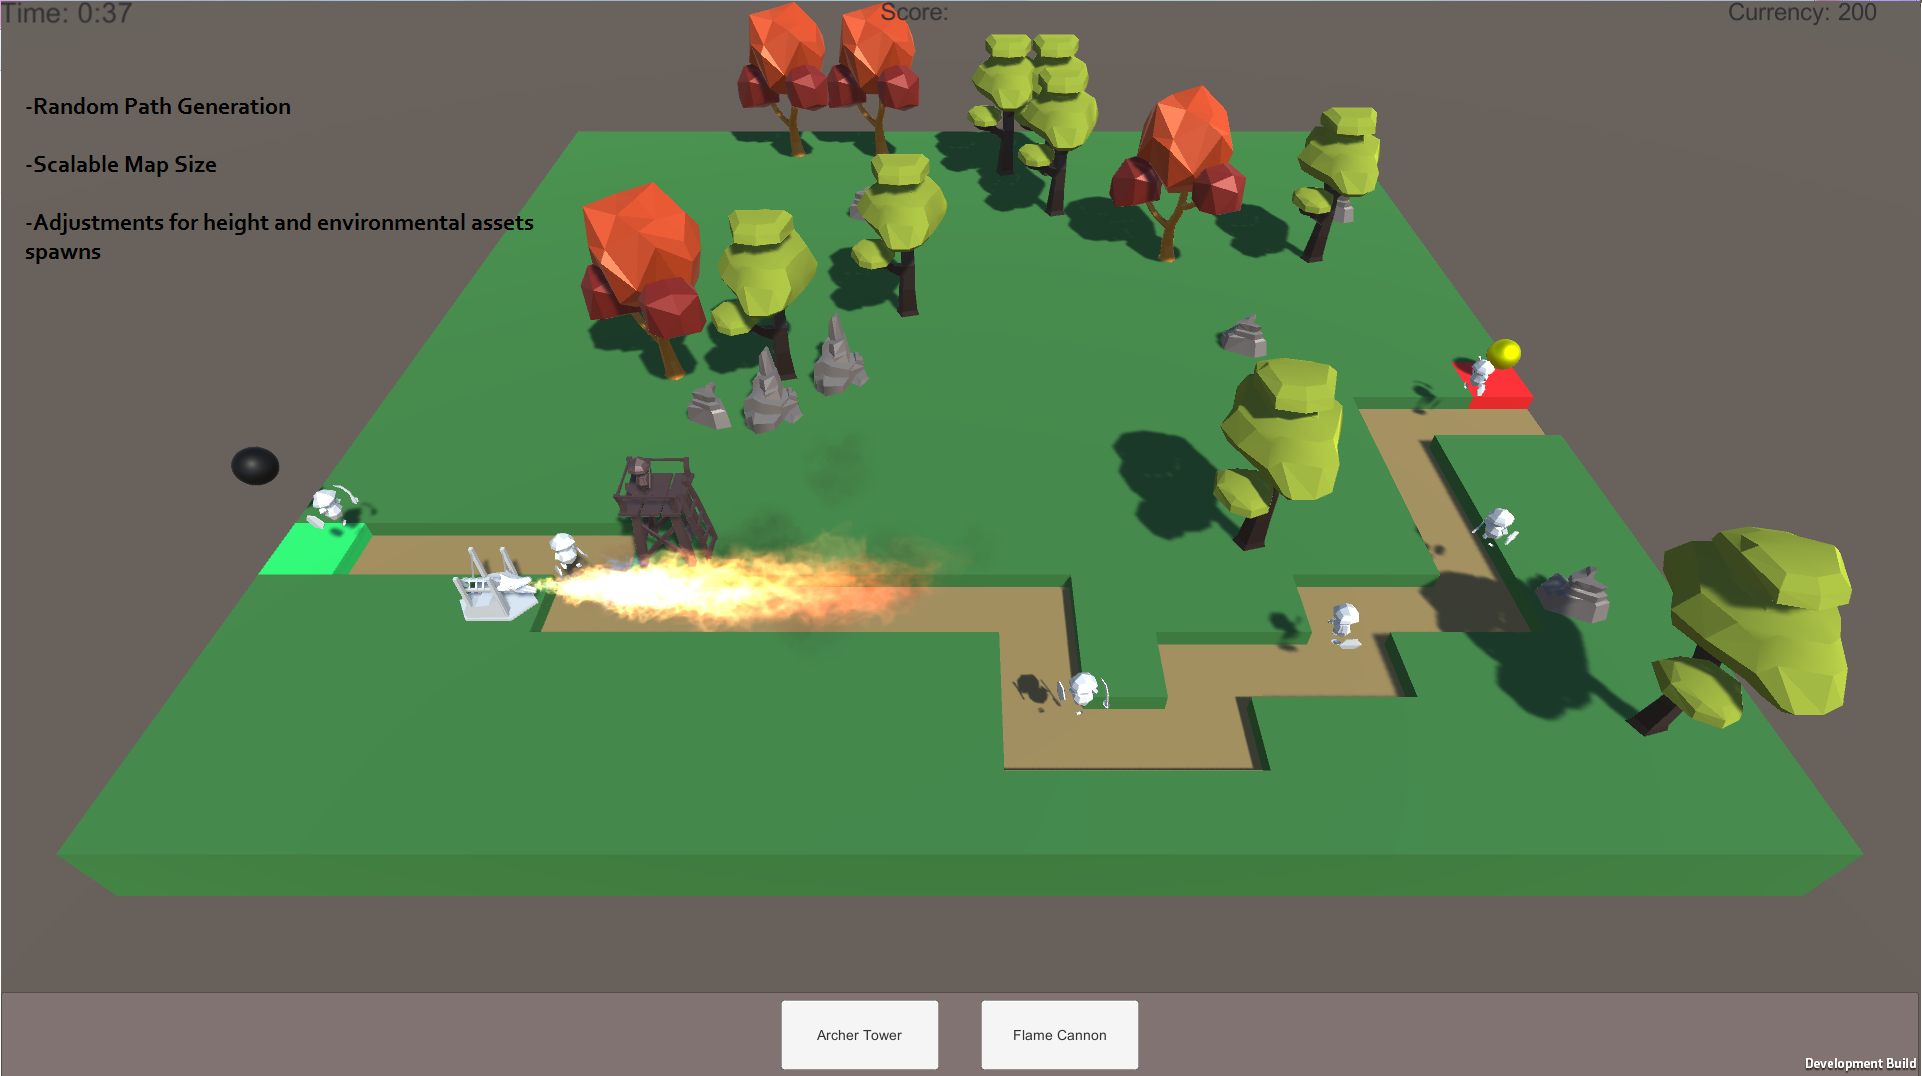 Time: 0:37
Score:
Currency: 200
-Random Path Generation
-Scalable Map Size
-Adjustments for height and environmental assets
spawns
Archer Tower
Flame Cannon
Development Build